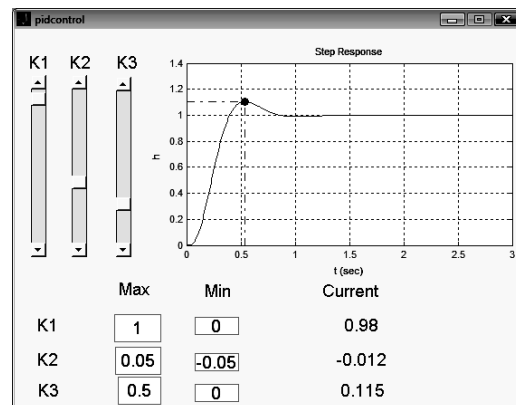 pidcontrol
K1 K2 K3
Step Response
1.4
1.2
1
0.8
0.6
0.4
0.2
0
h
0 0.5 1 1.5 2 2.5 3
t (sec)
Max Min Current
K1 1 0 0.98
K2 0.05 -0.05 -0.012
K3 0.5 0 0.115